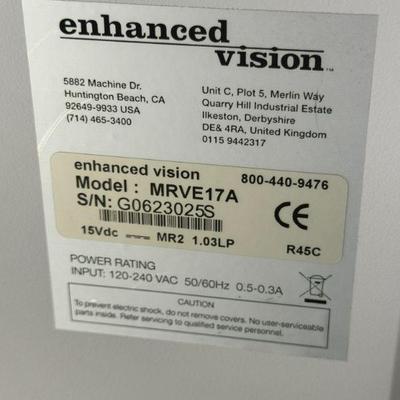 enhanced
vision™
5882 Machine Dr.
Huntington Beach, CA
92649-9933 USA
(714) 465-3400
Unit C, Plot 5, Merlin Way
Quarry Hill Industrial Estate
Ilkeston, Derbyshire
DE& 4RA, United Kingdom
0115 9442317
enhanced vision 800-440-9476
Model : MRVE17A
S/N: G0623025S
CE
15Vdc MR2 1.03LP R45C
POWER RATING
INPUT: 120-240 VAC 50/60Hz 0.5-0.3A
CAUTION
To prevent electric shock, do not remove cover. No user-serviceable
parts inside. Refer servicing to qualified service personnel.